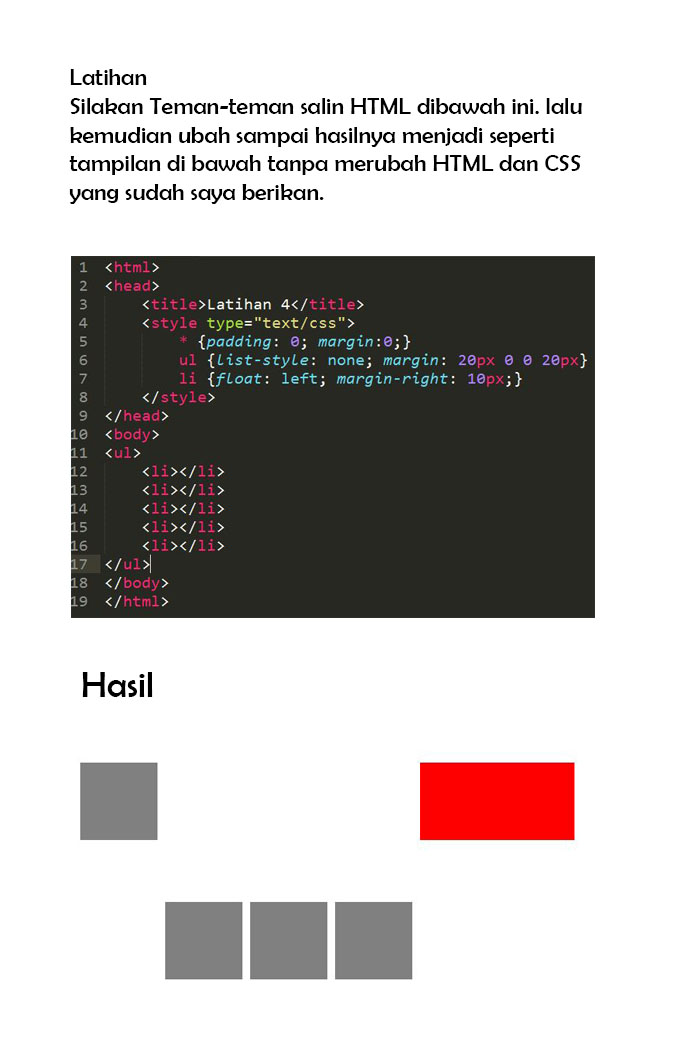 Latihan
Silakan Teman-teman salin HTML dibawah ini. lalu
kemudian ubah sampai hasilnya menjadi seperti
tampilan di bawah tanpa merubah HTML dan CSS
yang sudah saya berikan.
1 <html>
2 <head>
3 <title>Latihan 4</title>
4 <style type="text/css">
5 * {padding: 0; margin:0;}
6 ul {list-style: none; margin: 20px 0 0 20px}
7 li {float: left; margin-right: 10px;}
8 </style>
9 </head>
10 <body>
11 <ul>
12 <li></li>
13 <li></li>
14 <li></li>
15 <li></li>
16 <li></li>
17 </ul>
18 </body>
19 </html>
Hasil